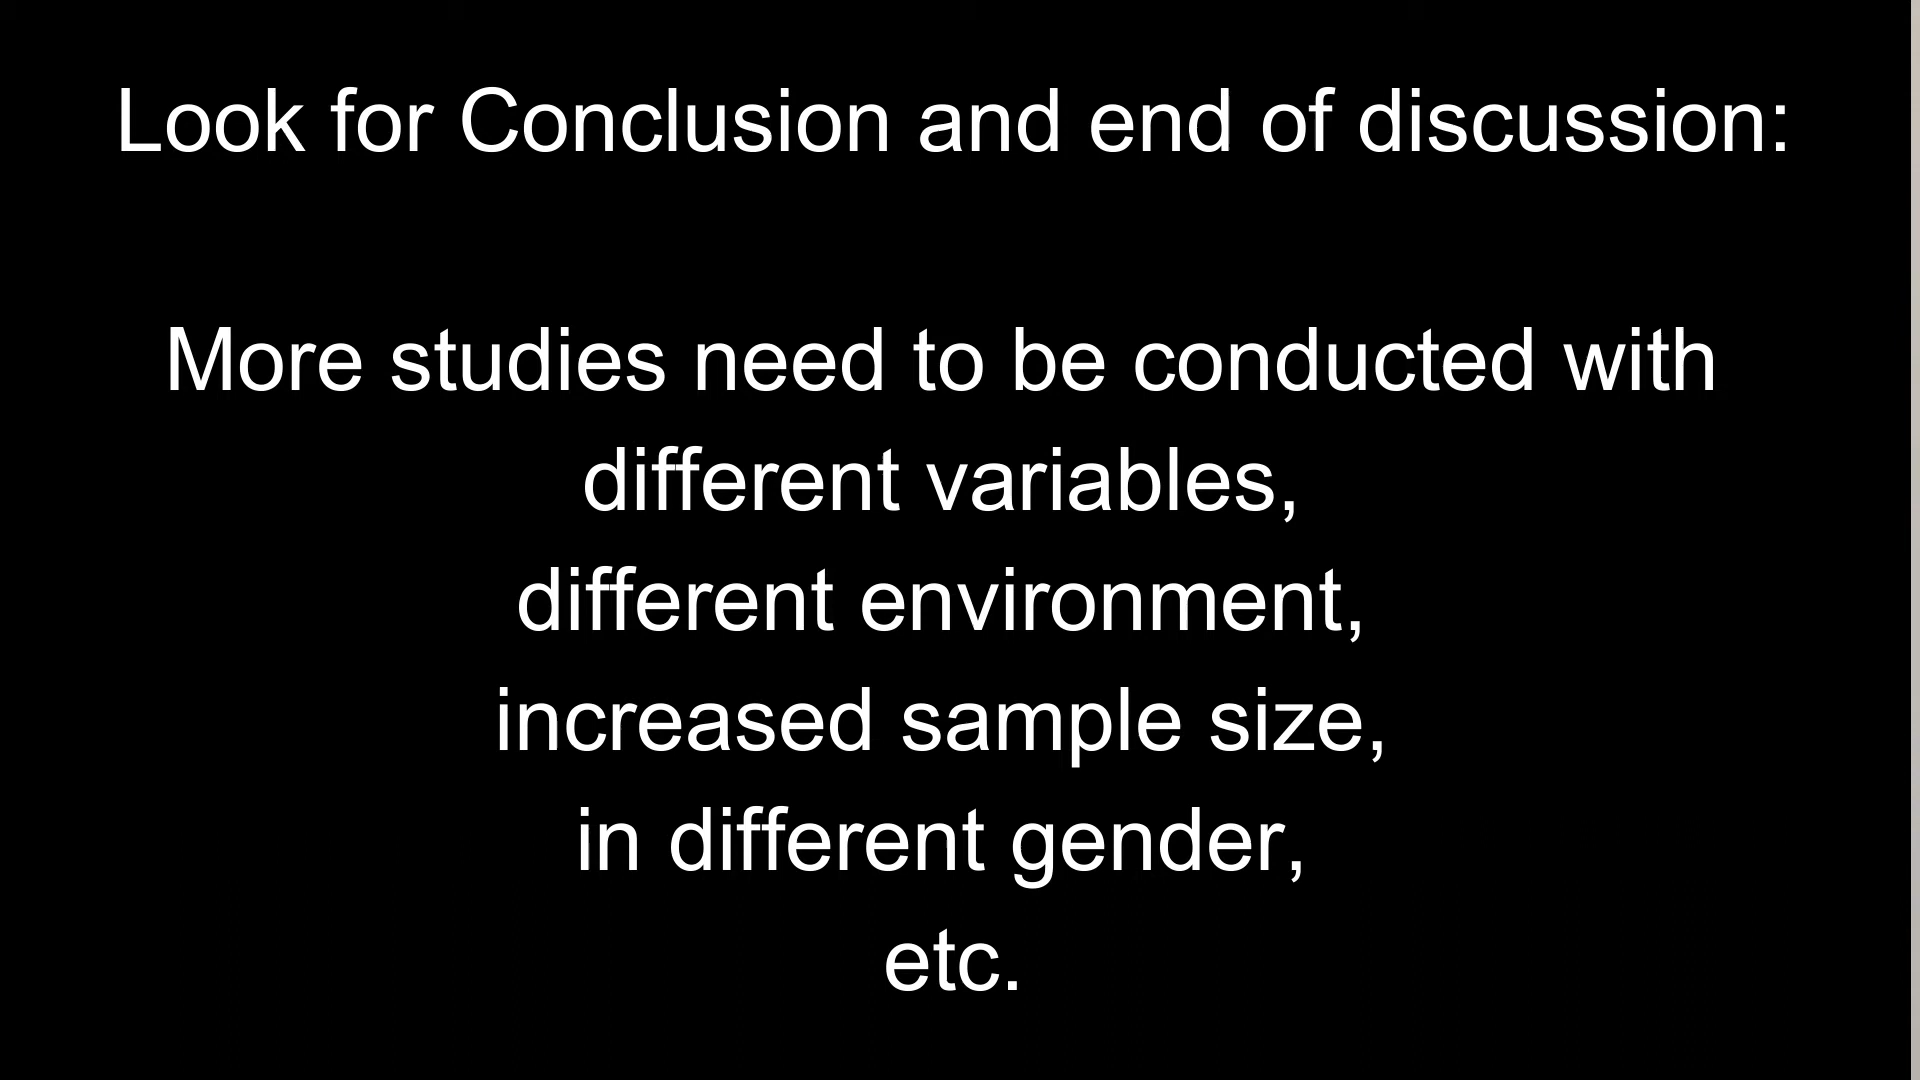 Look for Conclusion and end of discussion:
More studies need to be conducted with
different variables,
different environment,
increased sample size,
in different gender,
etc.